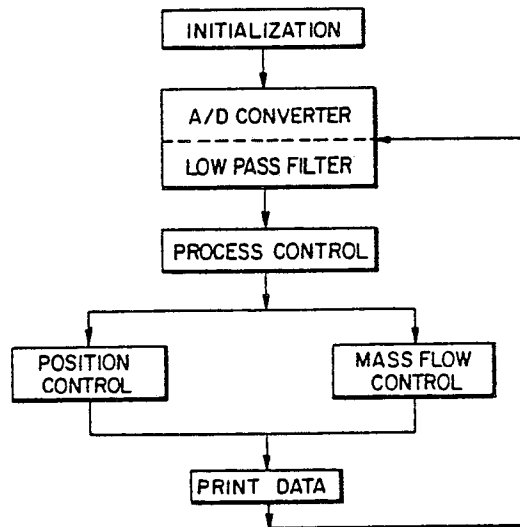 INITIALIZATION
A/D CONVERTER
LOW PASS FILTER
PROCESS CONTROL
POSITION
CONTROL
MASS FLOW
CONTROL
PRINT DATA